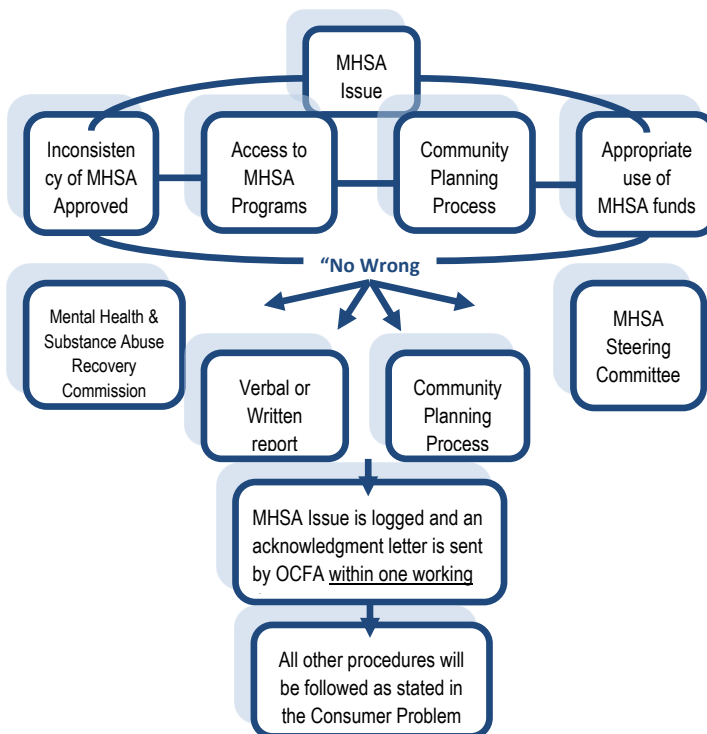 MHSA
Issue
Inconsisten
cy of MHSA
Approved
Access to
MHSA
Programs
Community
Planning
Process
Appropriate
use of
MHSA funds
“No Wrong
Mental Health &
Substance Abuse
Recovery
Commission
Verbal or
Written
report
Community
Planning
Process
MHSA
Steering
Committee
MHSA Issue is logged and an
acknowledgment letter is sent
by OCFA within one working
All other procedures will
be followed as stated in
the Consumer Problem